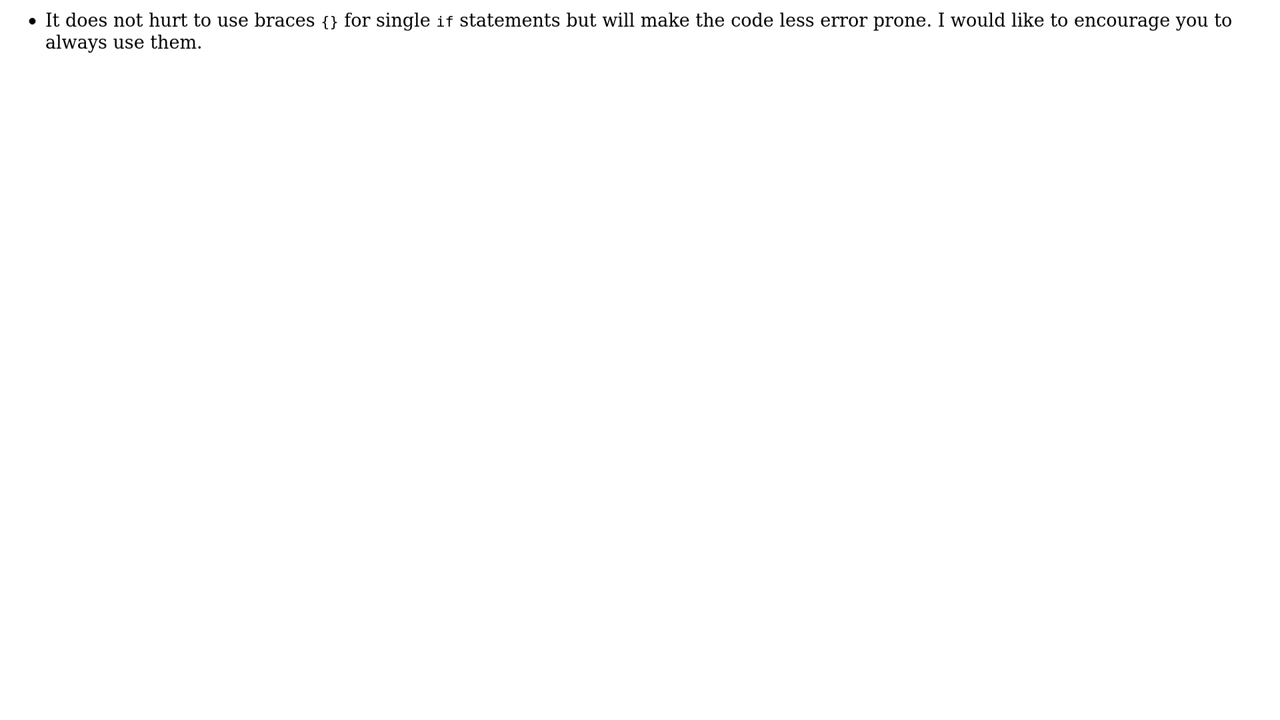 • It does not hurt to use braces {} for single if statements but will make the code less error prone. I would like to encourage you to
always use them.